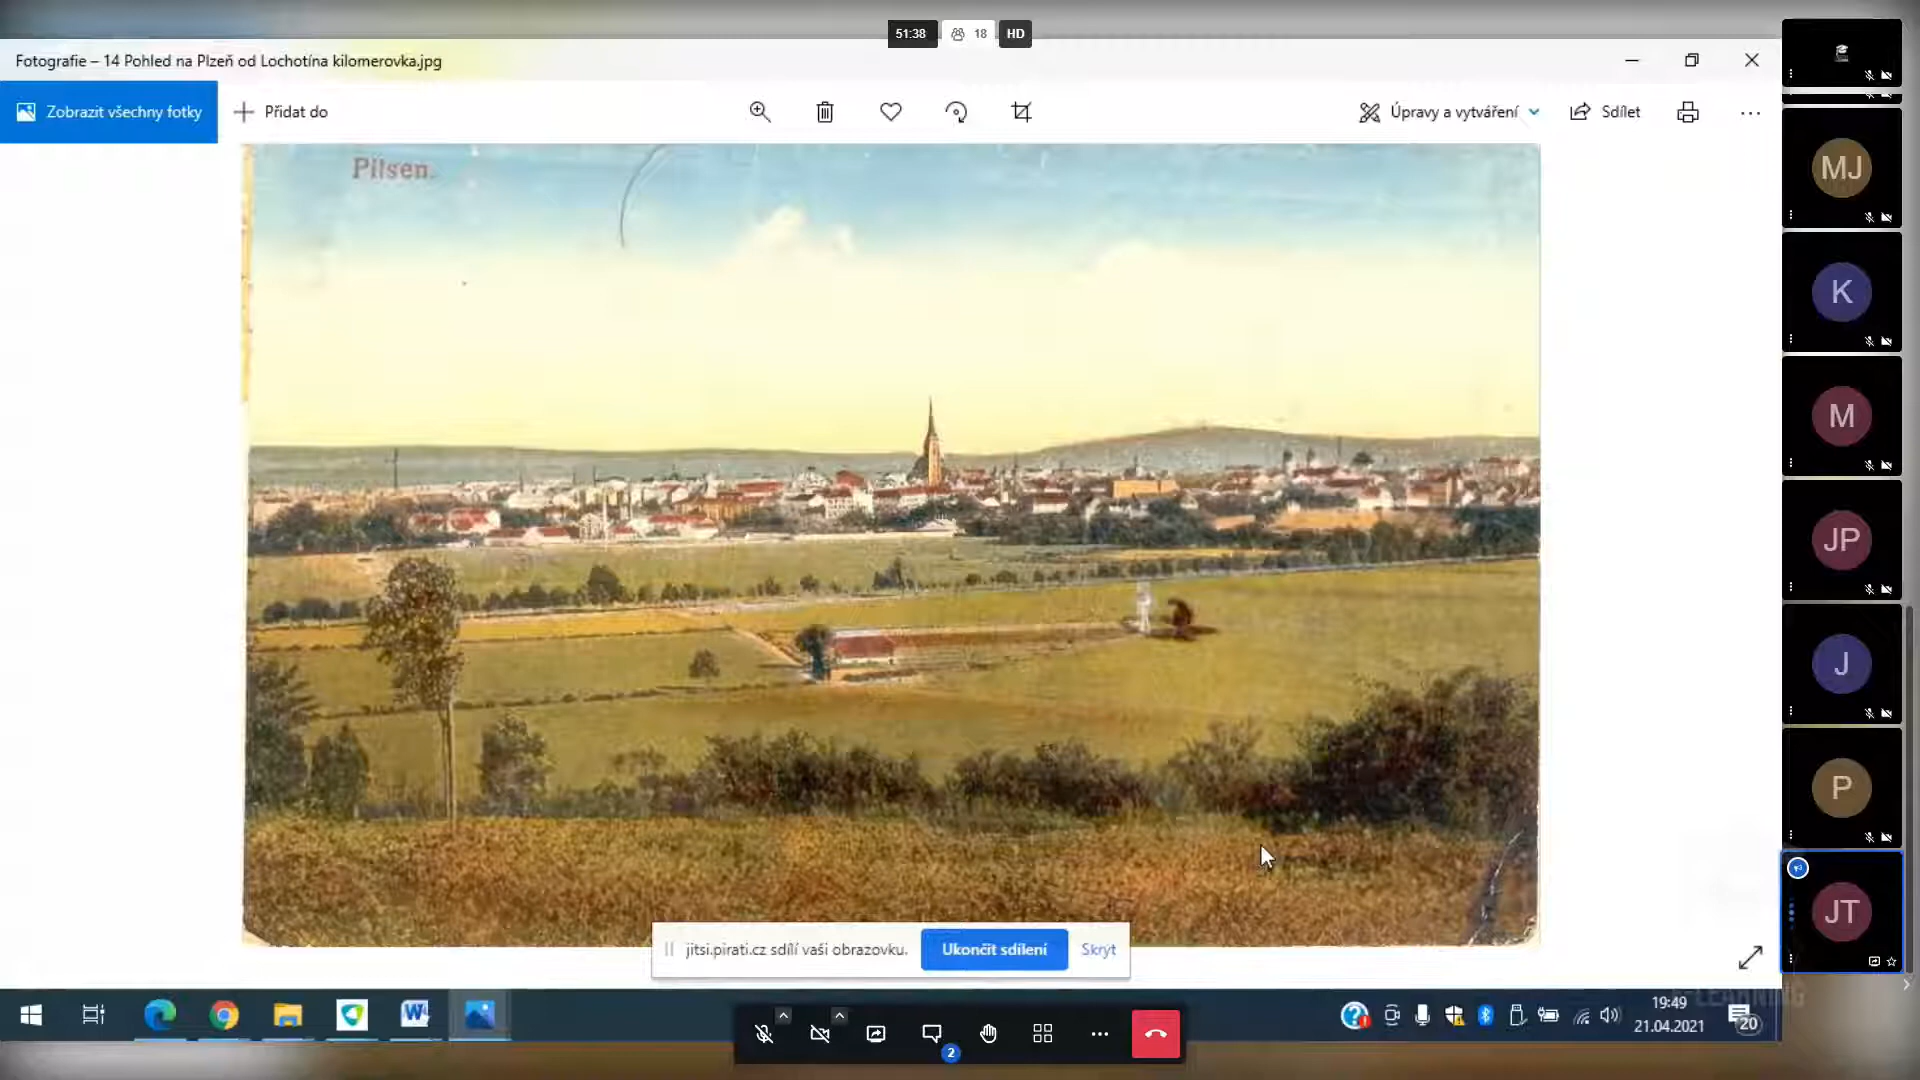 51:38
18
HD
Fotografie – 14 Pohled na Plzeň od Lochotína kilomerovka.jpg
Zobrazit všechny fotky
Přidat do
Úpravy a vytváření
Sdílet
Pilsen.
MJ
K
M
JP
J
P
JT
jitsi.pirati.cz sdílí vaši obrazovku.
Ukončit sdílení
Skrýt
E-LEARNING
19:49
21.04.2021
20
2